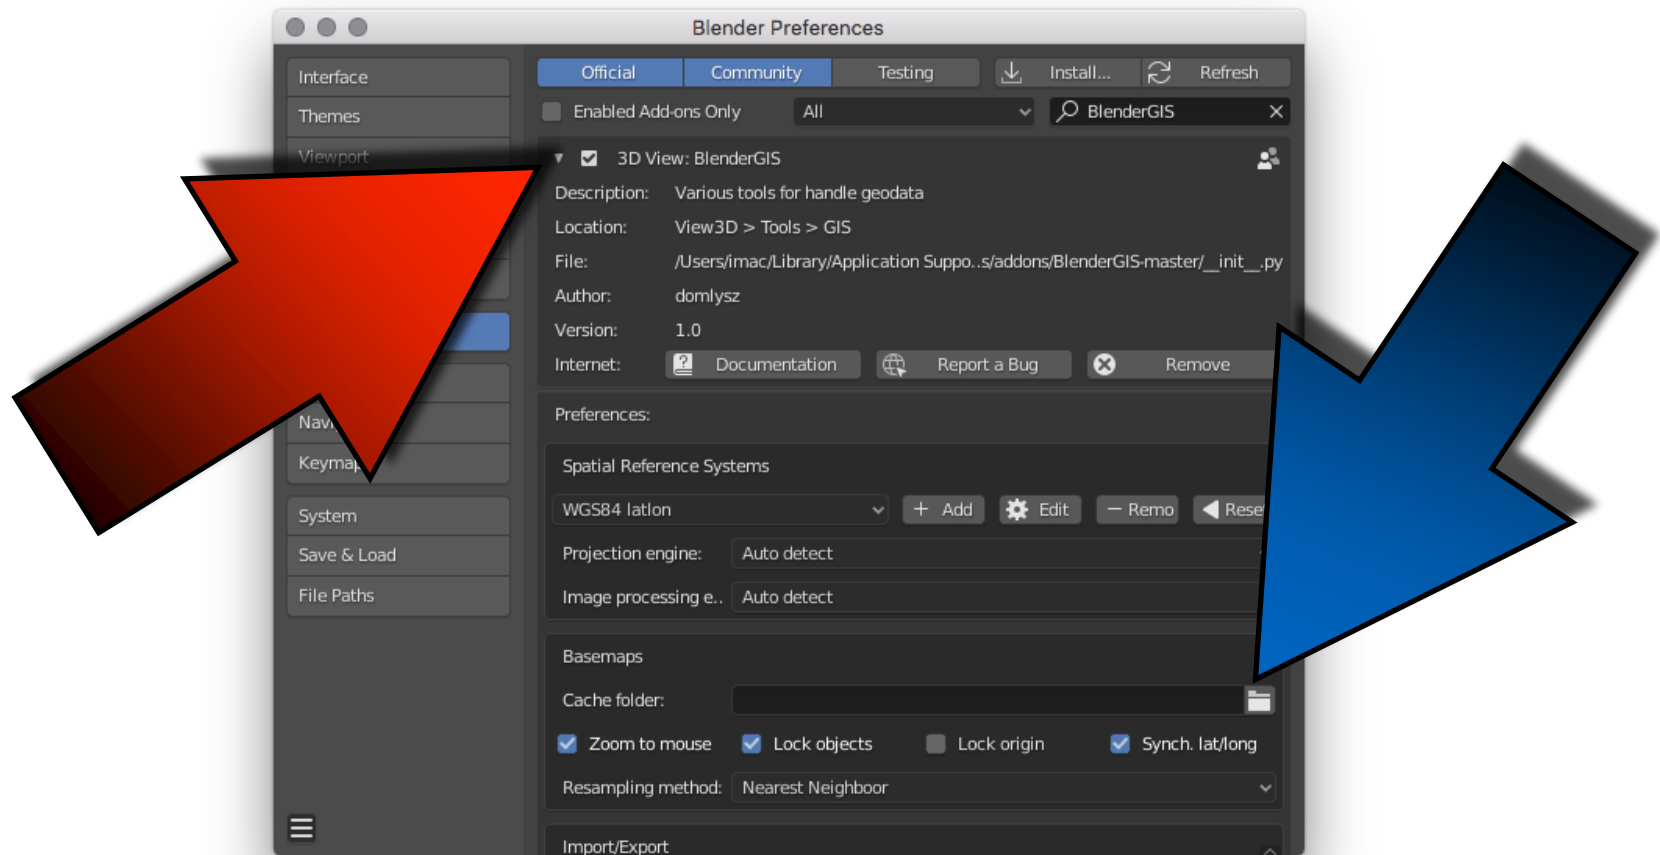 Blender Preferences
Interface
Themes
Viewport
Keymap
System
Save & Load
File Paths
Official Community Testing Install... Refresh
Enabled Add-ons Only All BlenderGIS
3D View: BlenderGIS
Description: Various tools for handle geodata
Location: View3D > Tools > GIS
File: /Users/imac/Library/Application Suppo..s/addons/BlenderGIS-master/__init__.py
Author: domlysz
Version: 1.0
Internet: Documentation Report a Bug Remove
Preferences:
Spatial Reference Systems
WGS84 latlon + Add Edit − Remo Rese
Projection engine: Auto detect
Image processing e.. Auto detect
Basemaps
Cache folder:
Zoom to mouse Lock objects Lock origin Synch. lat/long
Resampling method: Nearest Neighboor
Import/Export